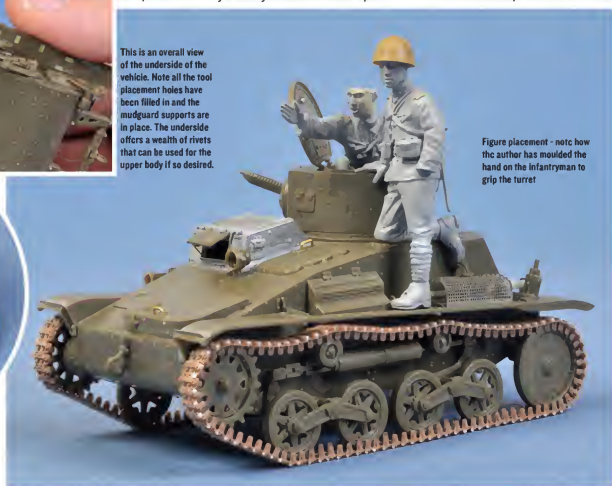 This is an overall view
of the underside of the
vehicle. Note all the tool
placement holes have
been filled in and the
mudguard supports are
in place. The underside
offers a wealth of rivets
that can be used for the
upper body if so desired.
Figure placement - note how
the author has moulded the
hand on the infantryman to
grip the turret